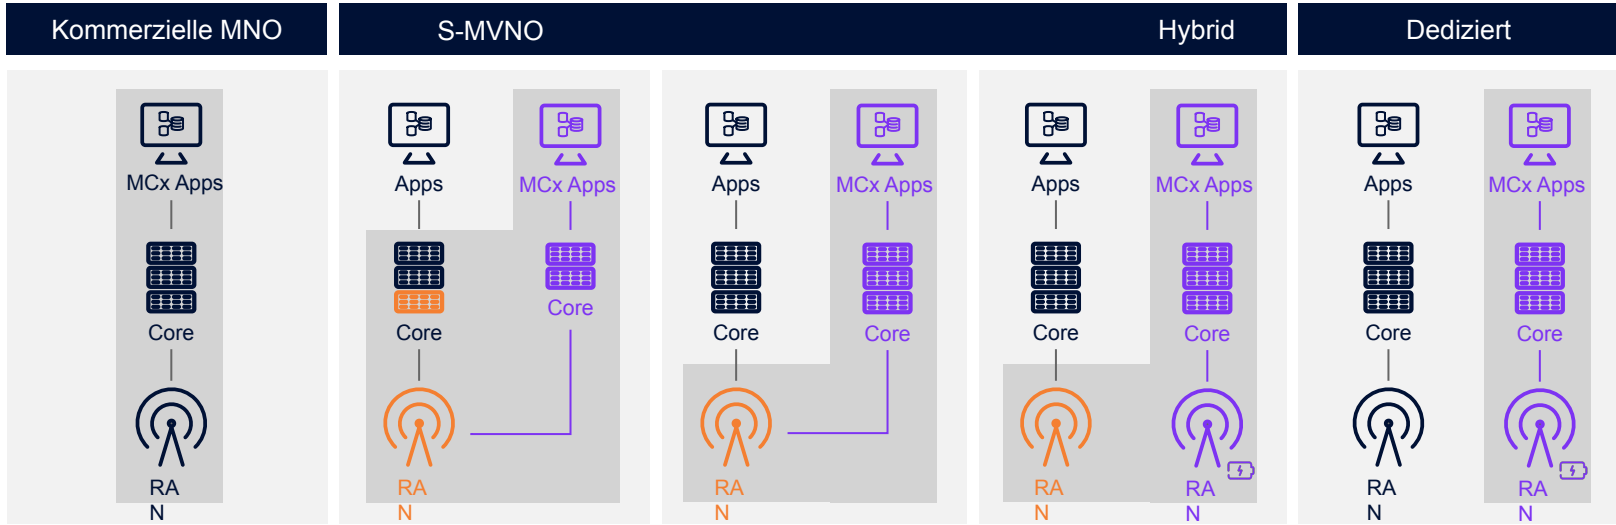 Kommerzielle MNO
S-MVNO
Hybrid
Dediziert
MCx Apps
Core
RA
N
Apps
MCx Apps
Core
Core
RA
N
Apps
MCx Apps
Core
Core
RA
N
Apps
MCx Apps
Core
Core
RA
N
RA
N
Apps
MCx Apps
Core
Core
RA
N
RA
N